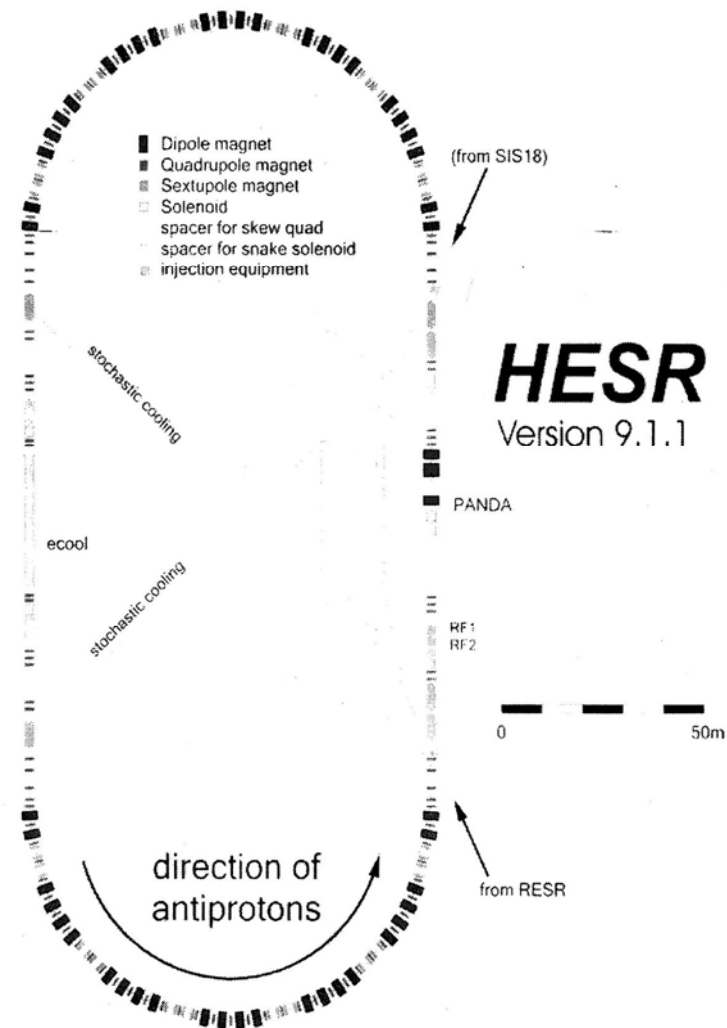 Dipole magnet
Quadrupole magnet
Sextupole magnet
Solenoid
spacer for skew quad
spacer for snake solenoid
injection equipment
(from SIS18)
stochastic cooling
HESR
Version 9.1.1
PANDA
ecool
stochastic cooling
RF1
RF2
0 50m
direction of
antiprotons
from RESR